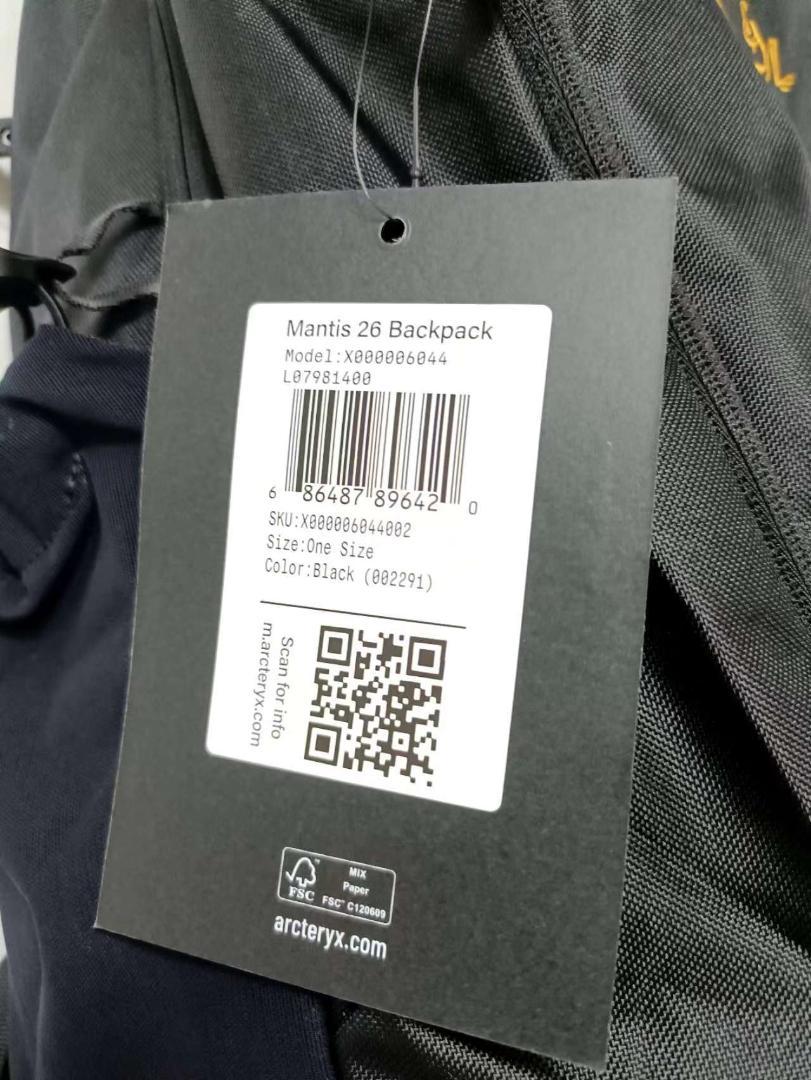 Mantis 26 Backpack
Model:X000006044
L07981400
6 86487 89642 0
SKU:X000006044002
Size:One Size
Color:Black (002291)
Scan for info
m.arcteryx.com
MIX
Paper
FSC™ C120609
FSC
arcteryx.com